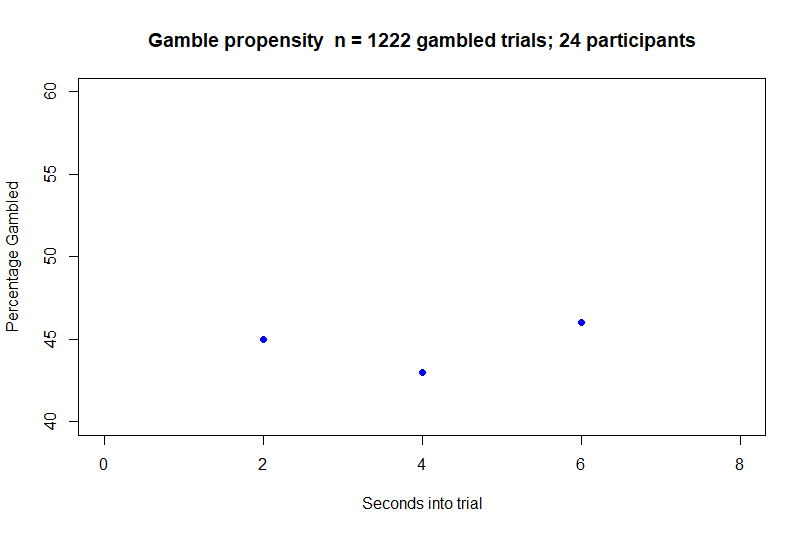 Gamble propensity  n = 1222 gambled trials; 24 participants
Percentage Gambled
60
55
50
45
40
0 2 4 6 8
Seconds into trial